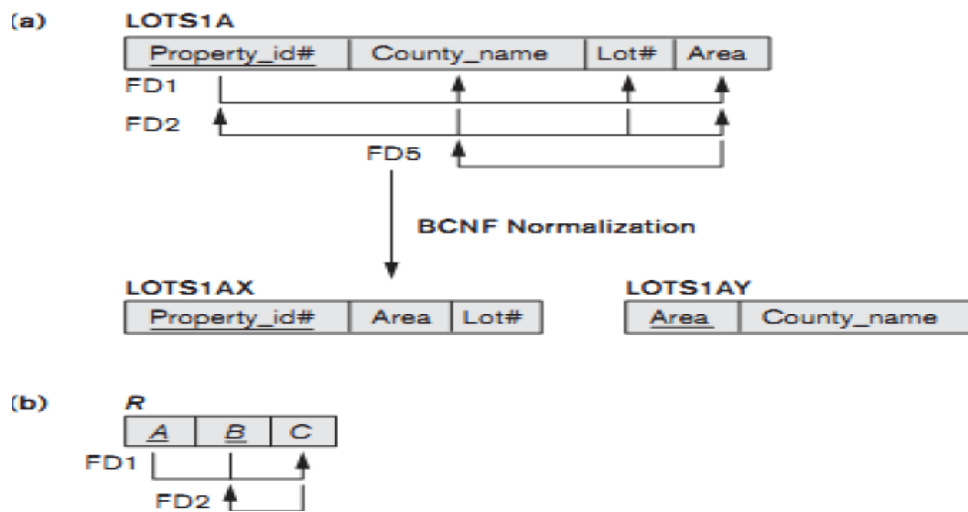 (a) LOTS1A
Property_id# County_name Lot# Area
FD1
FD2
FD5
BCNF Normalization
LOTS1AX LOTS1AY
Property_id# Area Lot# Area County_name
(b) R
A B C
FD1
FD2